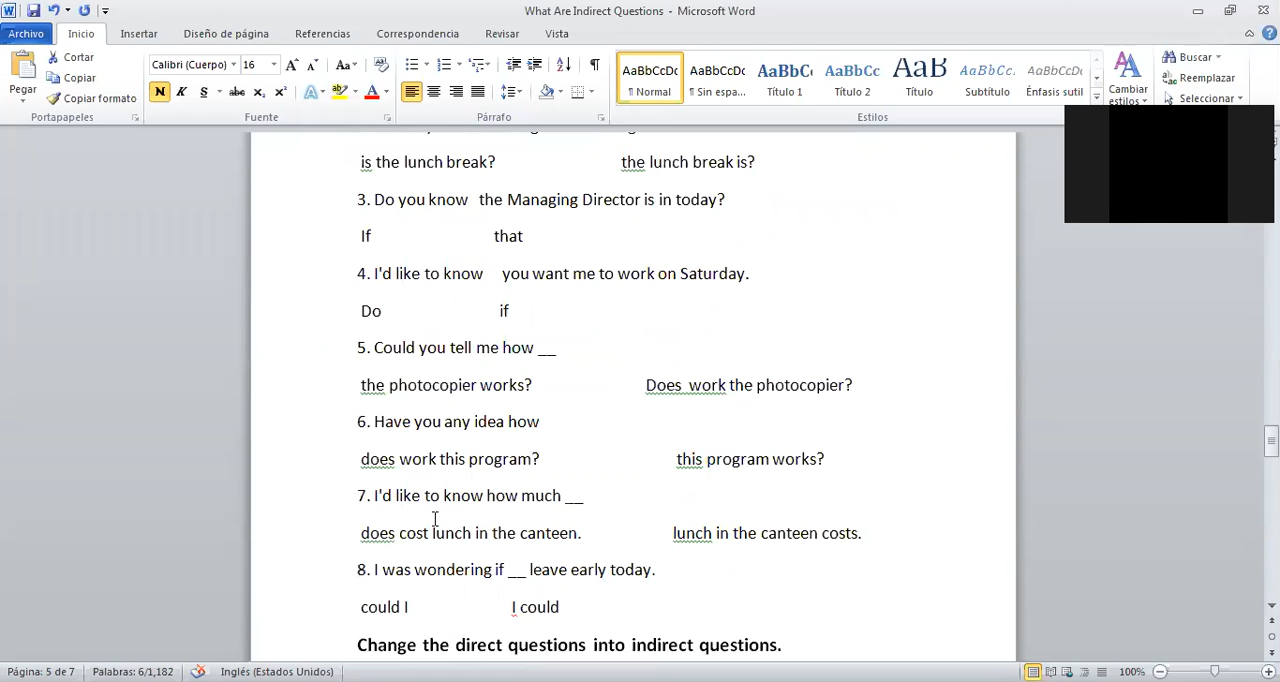 What Are Indirect Questions - Microsoft Word
Archivo Inicio Insertar Diseño de página Referencias Correspondencia Revisar Vista
Pegar
Cortar
Copiar
Copiar formato
Portapapeles
Calibri (Cuerpo) 16
N K S abc x₂ x²
Fuente
Párrafo
AaBbCcDc AaBbCcDc AaBbC AaBbCc AaB AaBbCcL AaBbCcDc
¶ Normal ¶ Sin espa... Título 1 Título 2 Título Subtítulo Énfasis sutil
Cambiar
estilos
Estilos
Buscar
Reemplazar
Seleccionar
is the lunch break? the lunch break is?
3. Do you know the Managing Director is in today?
If that
4. I'd like to know you want me to work on Saturday.
Do if
5. Could you tell me how __
the photocopier works? Does work the photocopier?
6. Have you any idea how
does work this program? this program works?
7. I'd like to know how much __
does cost lunch in the canteen. lunch in the canteen costs.
8. I was wondering if __ leave early today.
could I I could
Change the direct questions into indirect questions.
Página: 5 de 7 Palabras: 6/1,182 Inglés (Estados Unidos) 100%